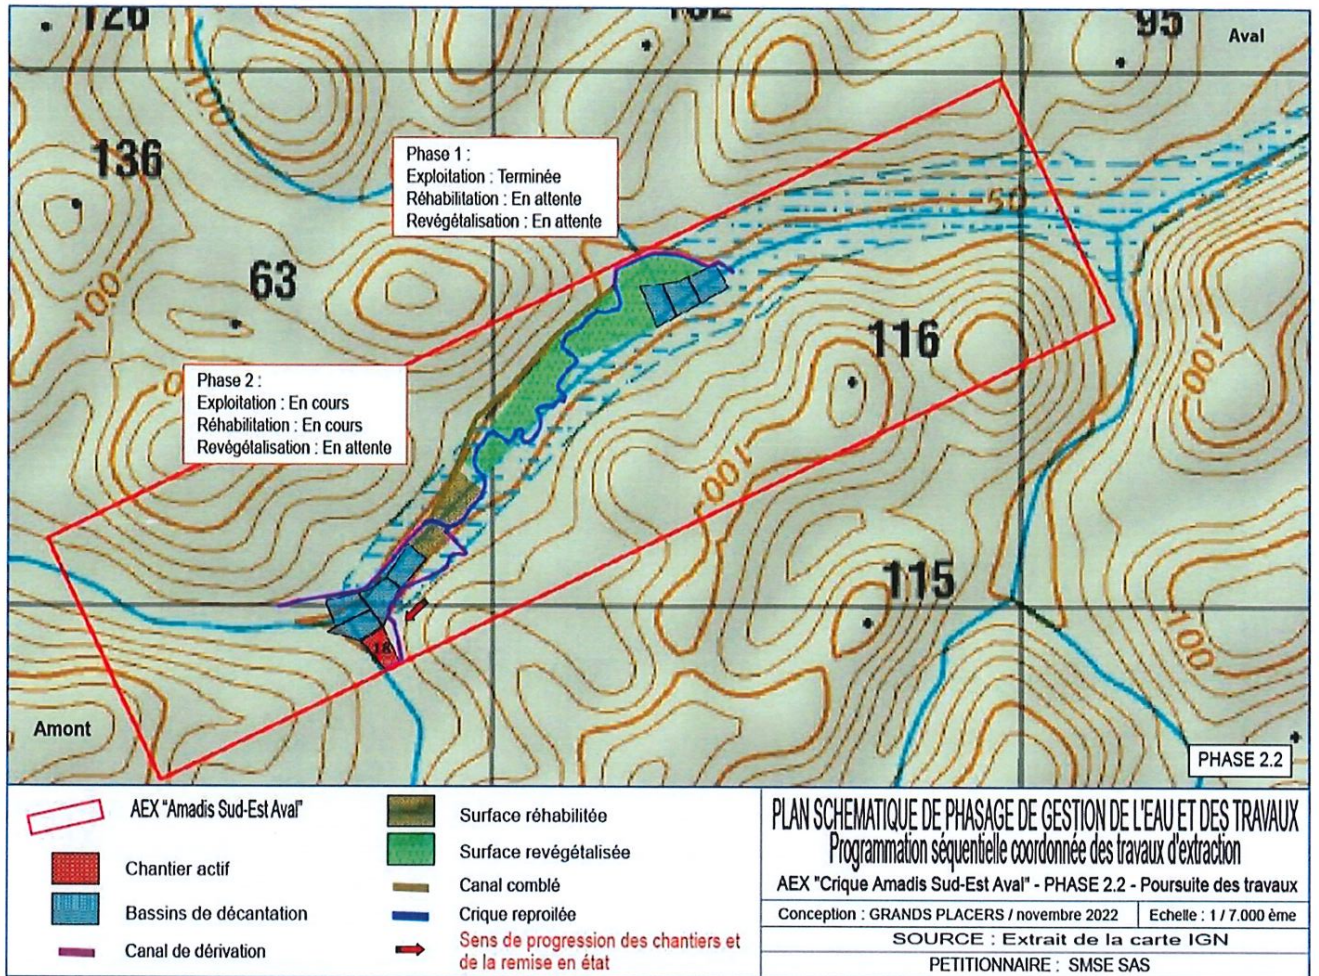 126
102
95
Aval
100
136
Phase 1 :
Exploitation : Terminée
Réhabilitation : En attente
Revégétalisation : En attente
50
63
100
116
100
Phase 2 :
Exploitation : En cours
Réhabilitation : En cours
Revégétalisation : En attente
100
115
100
18
Amont
PHASE 2.2
AEX "Amadis Sud-Est Aval"
Chantier actif
Bassins de décantation
Canal de dérivation
Surface réhabilitée
Surface revégétalisée
Canal comblé
Crique reproilée
Sens de progression des chantiers et
de la remise en état
PLAN SCHEMATIQUE DE PHASAGE DE GESTION DE L'EAU ET DES TRAVAUX
Programmation séquentielle coordonnée des travaux d'extraction
AEX "Crique Amadis Sud-Est Aval" - PHASE 2.2 - Poursuite des travaux
Conception : GRANDS PLACERS / novembre 2022
Echelle : 1 / 7.000 ème
SOURCE : Extrait de la carte IGN
PETITIONNAIRE : SMSE SAS